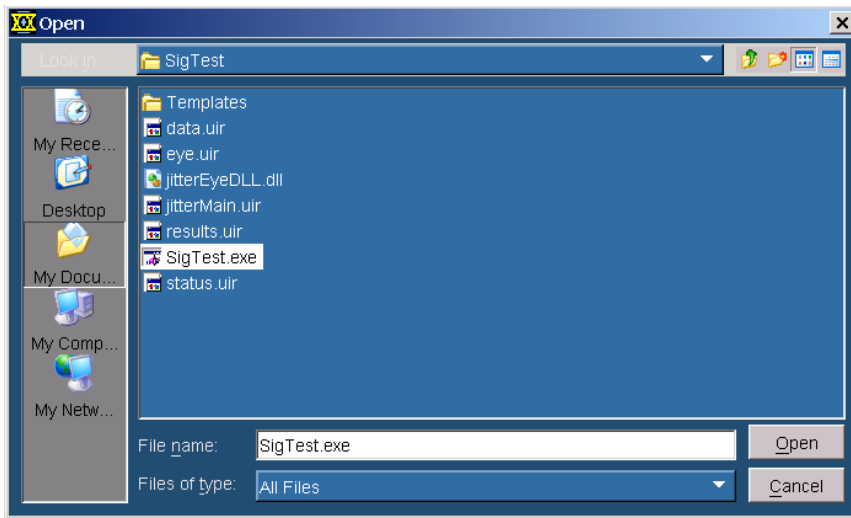 Open
Look in:
SigTest
My Rece...
Desktop
My Docu...
My Comp...
My Netw...
Templates
data.uir
eye.uir
jitterEyeDLL.dll
jitterMain.uir
results.uir
SigTest.exe
status.uir
File name:
SigTest.exe
Open
Files of type:
All Files
Cancel